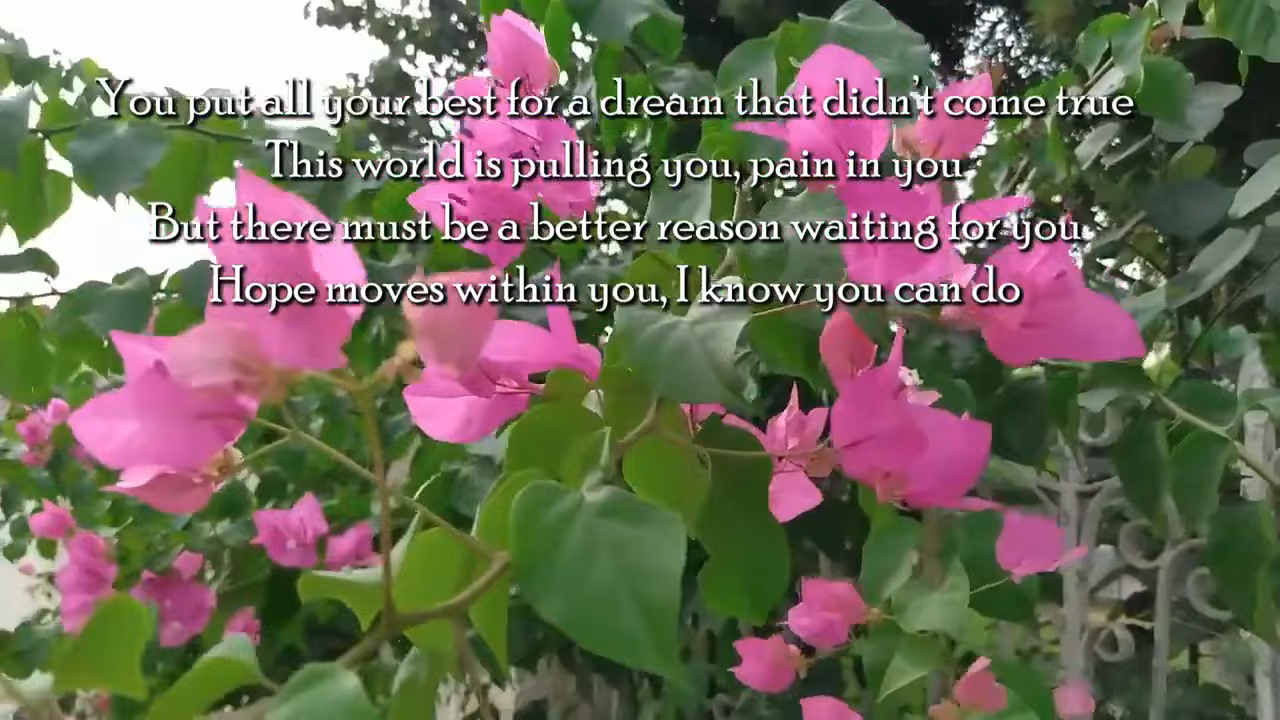 You put all your best for a dream that didn't come true
This world is pulling you, pain in you
But there must be a better reason waiting for you
Hope moves within you, I know you can do